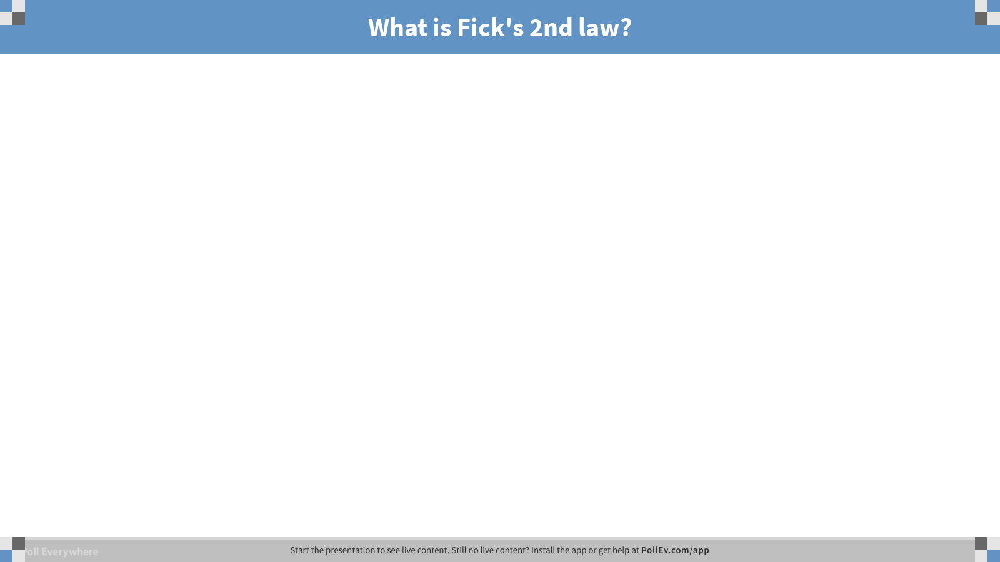 What is Fick's 2nd law?
Poll Everywhere
Start the presentation to see live content. Still no live content? Install the app or get help at PollEv.com/app